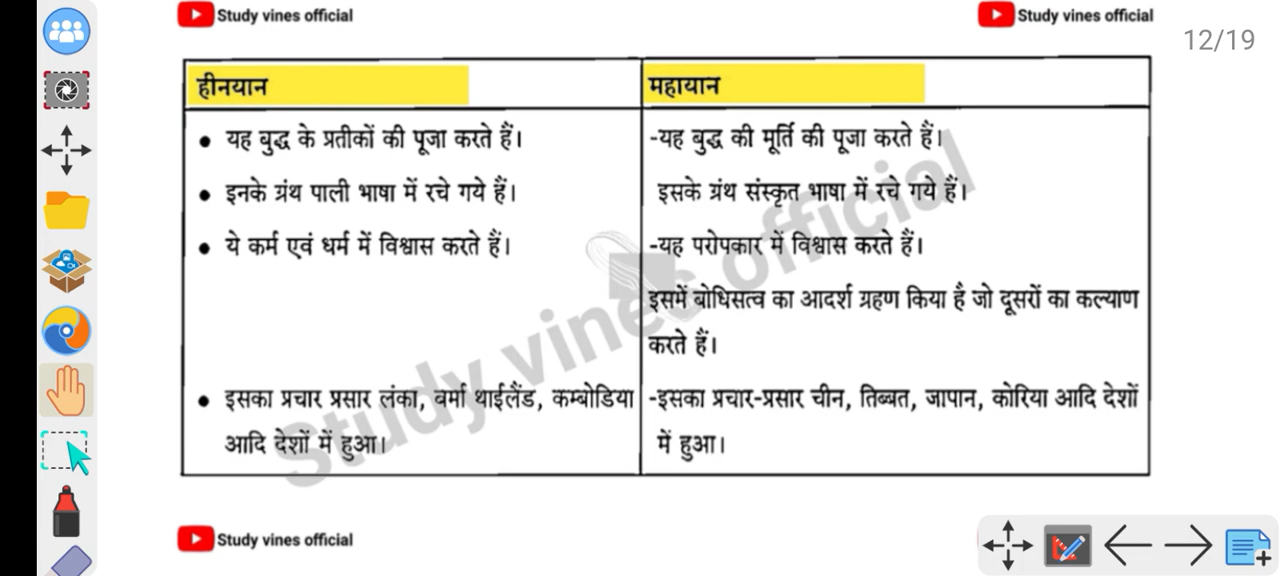 Study vines official
Study vines official
12/19
हीनयान
महायान
यह बुद्ध के प्रतीकों की पूजा करते हैं।
-यह बुद्ध की मूर्ति की पूजा करते हैं।
इनके ग्रंथ पाली भाषा में रचे गये हैं।
इसके ग्रंथ संस्कृत भाषा में रचे गये हैं।
ये कर्म एवं धर्म में विश्वास करते हैं।
-यह परोपकार में विश्वास करते हैं।
इसमें बोधिसत्व का आदर्श ग्रहण किया है जो दूसरों का कल्याण
करते हैं।
इसका प्रचार प्रसार लंका, वर्मा थाईलैंड, कम्बोडिया
आदि देशों में हुआ।
-इसका प्रचार-प्रसार चीन, तिब्बत, जापान, कोरिया आदि देशों
में हुआ।
Study vines official
Study vines official